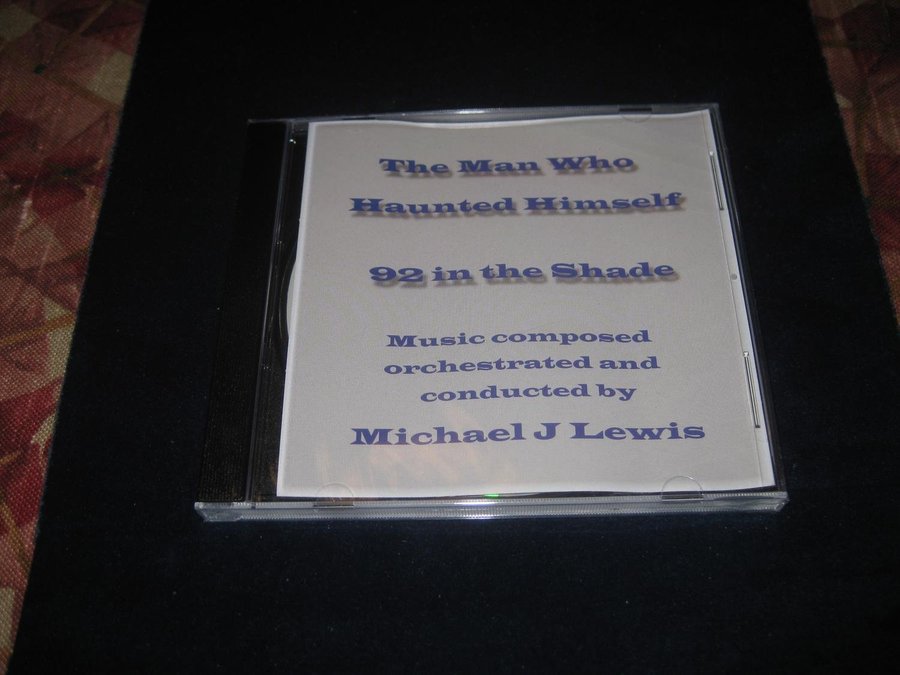 The Man Who
Haunted Himself
92 in the Shade
Music composed
orchestrated and
conducted by
Michael J Lewis